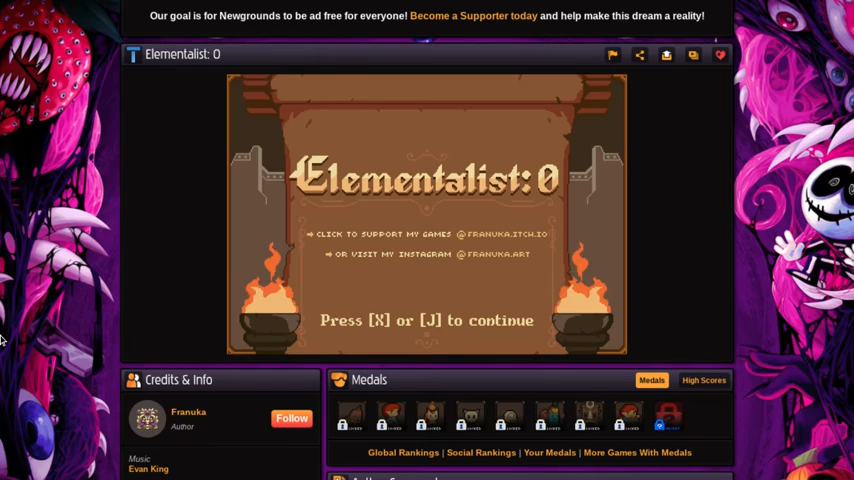 Our goal is for Newgrounds to be ad free for everyone! Become a Supporter today and help make this dream a reality!
Elementalist: 0
Elementalist: 0
CLICK TO SUPPORT MY GAMES @FRANUKA.ITCH.IO
OR VISIT MY INSTAGRAM @FRANUKA.ART
Press [X] or [J] to continue
Credits & Info
Franuka
Author
Follow
Music
Evan King
Medals
Medals
High Scores
Global Rankings | Social Rankings | Your Medals | More Games With Medals